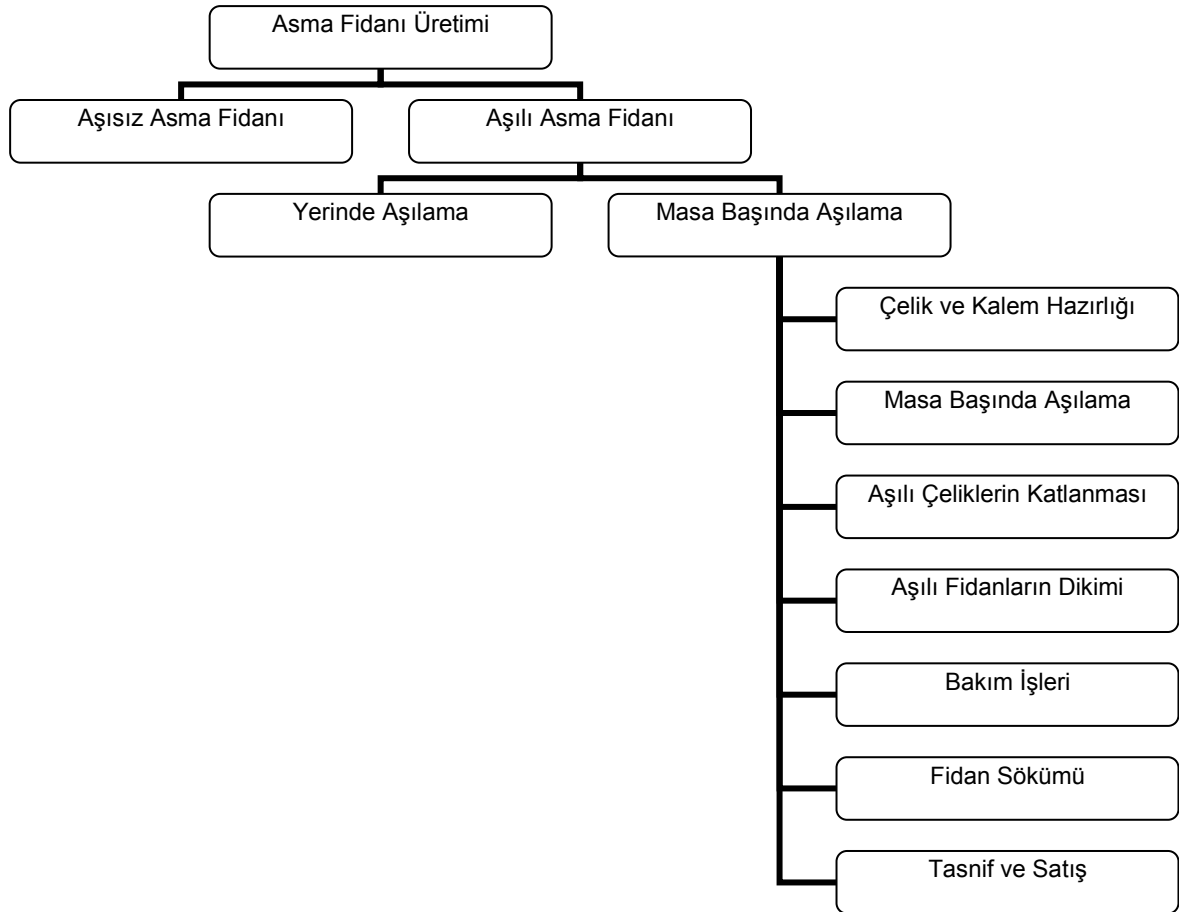 Asma Fidanı Üretimi
Aşısız Asma Fidanı
Aşılı Asma Fidanı
Yerinde Aşılama
Masa Başında Aşılama
Çelik ve Kalem Hazırlığı
Masa Başında Aşılama
Aşılı Çeliklerin Katlanması
Aşılı Fidanların Dikimi
Bakım İşleri
Fidan Sökümü
Tasnif ve Satış